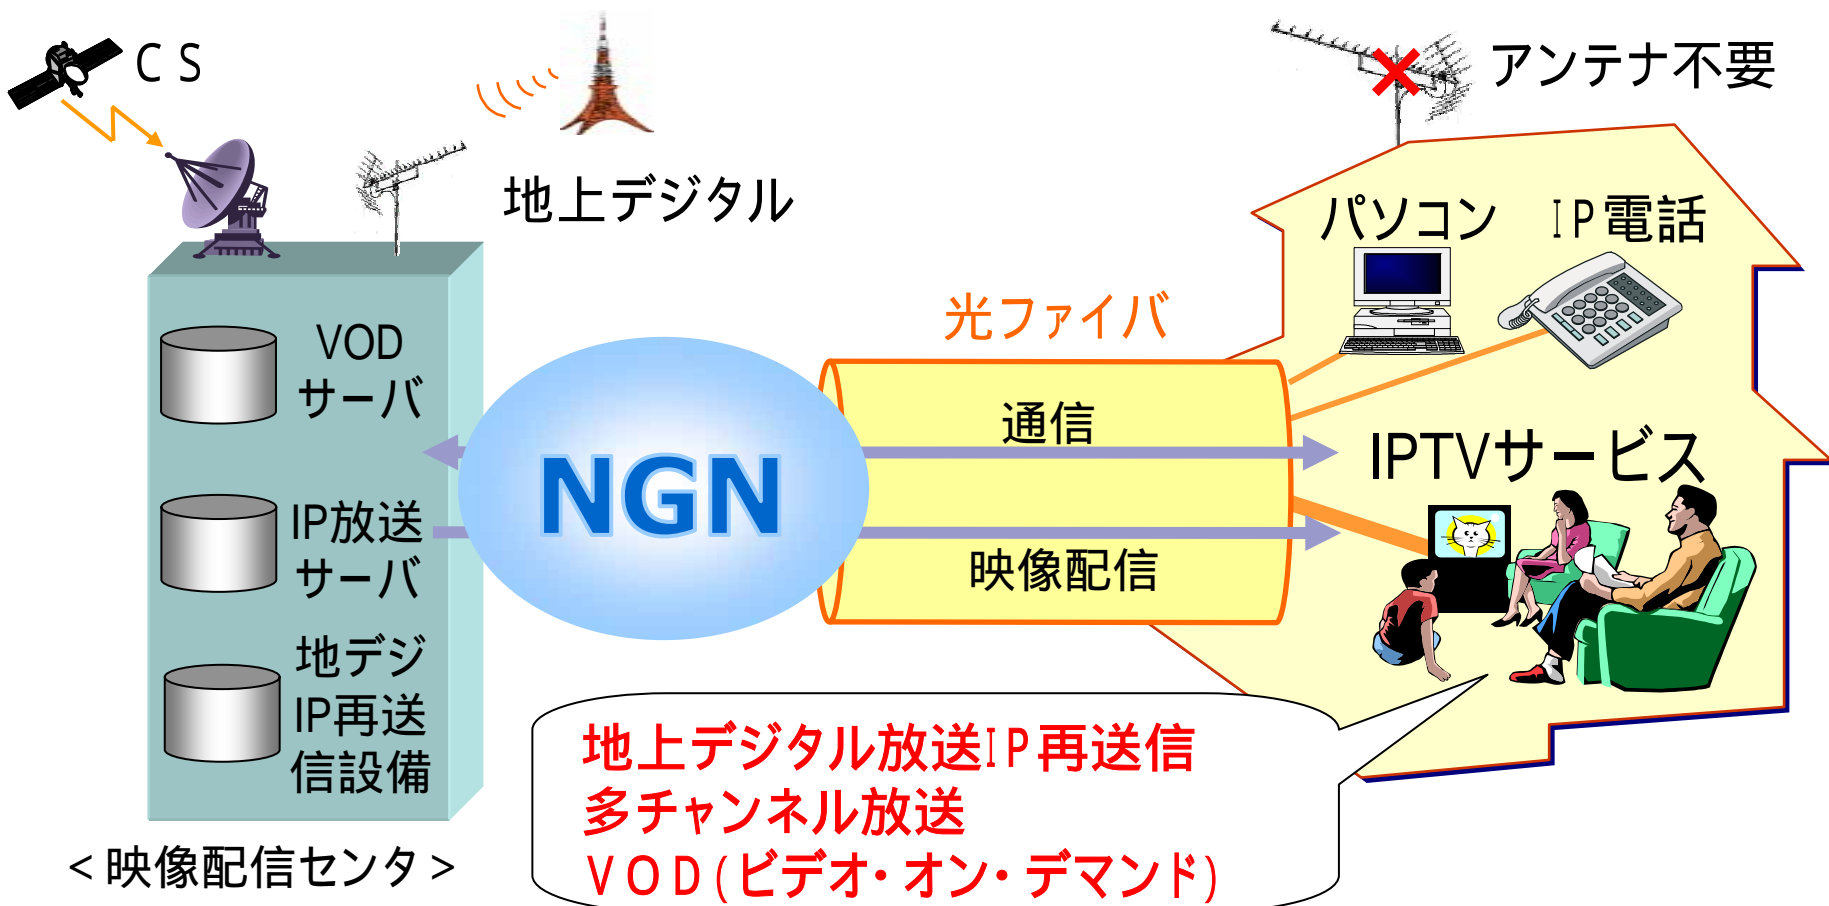 ＣＳ
アンテナ不要
地上デジタル
パソコン
IP電話
光ファイバ
VOD
サーバ
通信
IPTVサービス
NGN
IP放送
サーバ
映像配信
地デジ
IP再送
信設備
地上デジタル放送IP再送信
多チャンネル放送
ＶＯＤ(ビデオ・オン・デマンド)
＜映像配信センタ＞